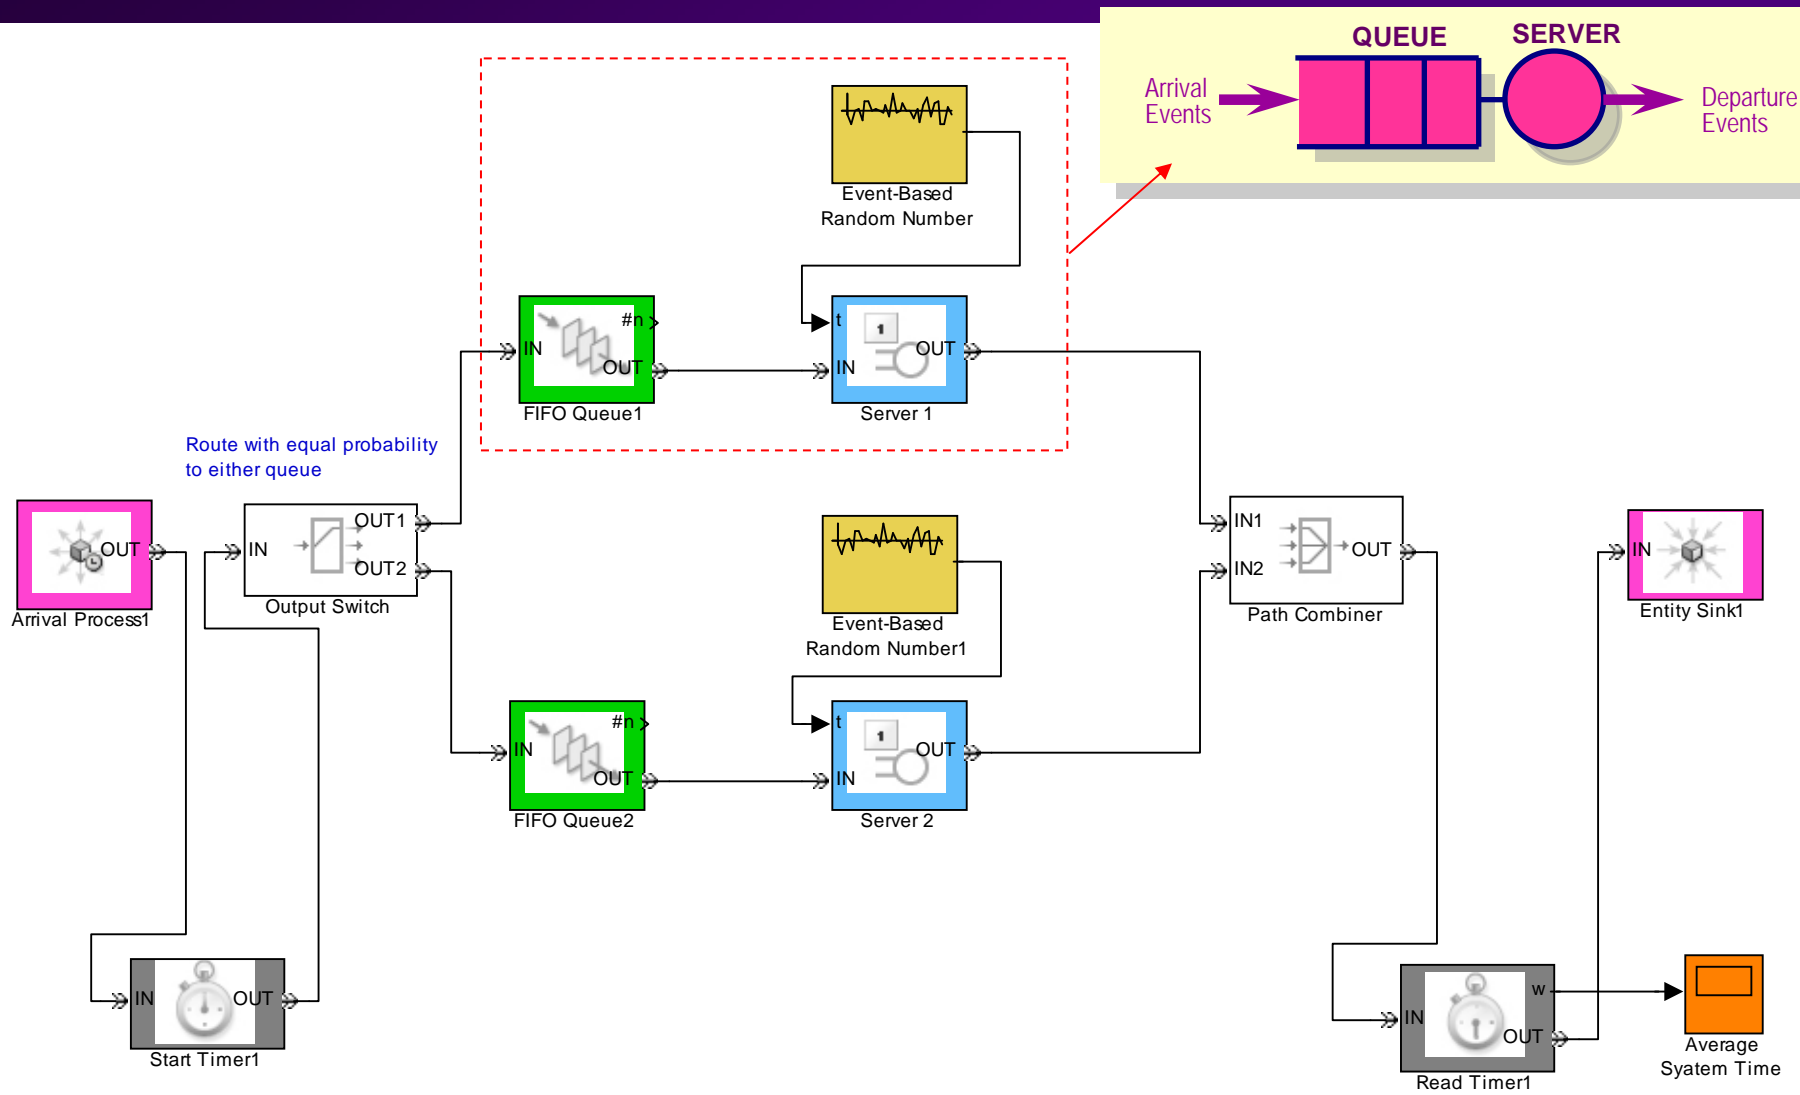 QUEUE
SERVER
Arrival
Events
Departure
Events
Event-Based
Random Number
#n
IN
OUT
FIFO Queue1
t
1
IN
OUT
Server 1
Route with equal probability
to either queue
OUT
Arrival Process1
IN
OUT1
OUT2
Output Switch
Event-Based
Random Number1
IN1
IN2
OUT
Path Combiner
IN
Entity Sink1
#n
IN
OUT
FIFO Queue2
t
1
IN
OUT
Server 2
IN
OUT
Start Timer1
w
IN
OUT
Read Timer1
Average
Syatem Time